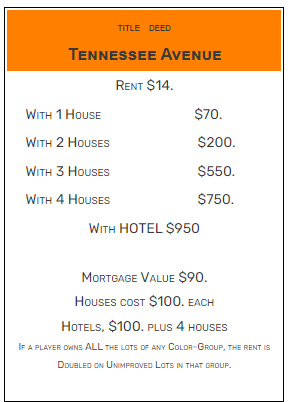 TITLE DEED
TENNESSEE AVENUE
RENT $14.
WITH 1 HOUSE $70.
WITH 2 HOUSES $200.
WITH 3 HOUSES $550.
WITH 4 HOUSES $750.
WITH HOTEL $950
MORTGAGE VALUE $90.
HOUSES COST $100. EACH
HOTELS, $100. PLUS 4 HOUSES
IF A PLAYER OWNS ALL THE LOTS OF ANY COLOR-GROUP, THE RENT IS
DOUBLED ON UNIMPROVED LOTS IN THAT GROUP.